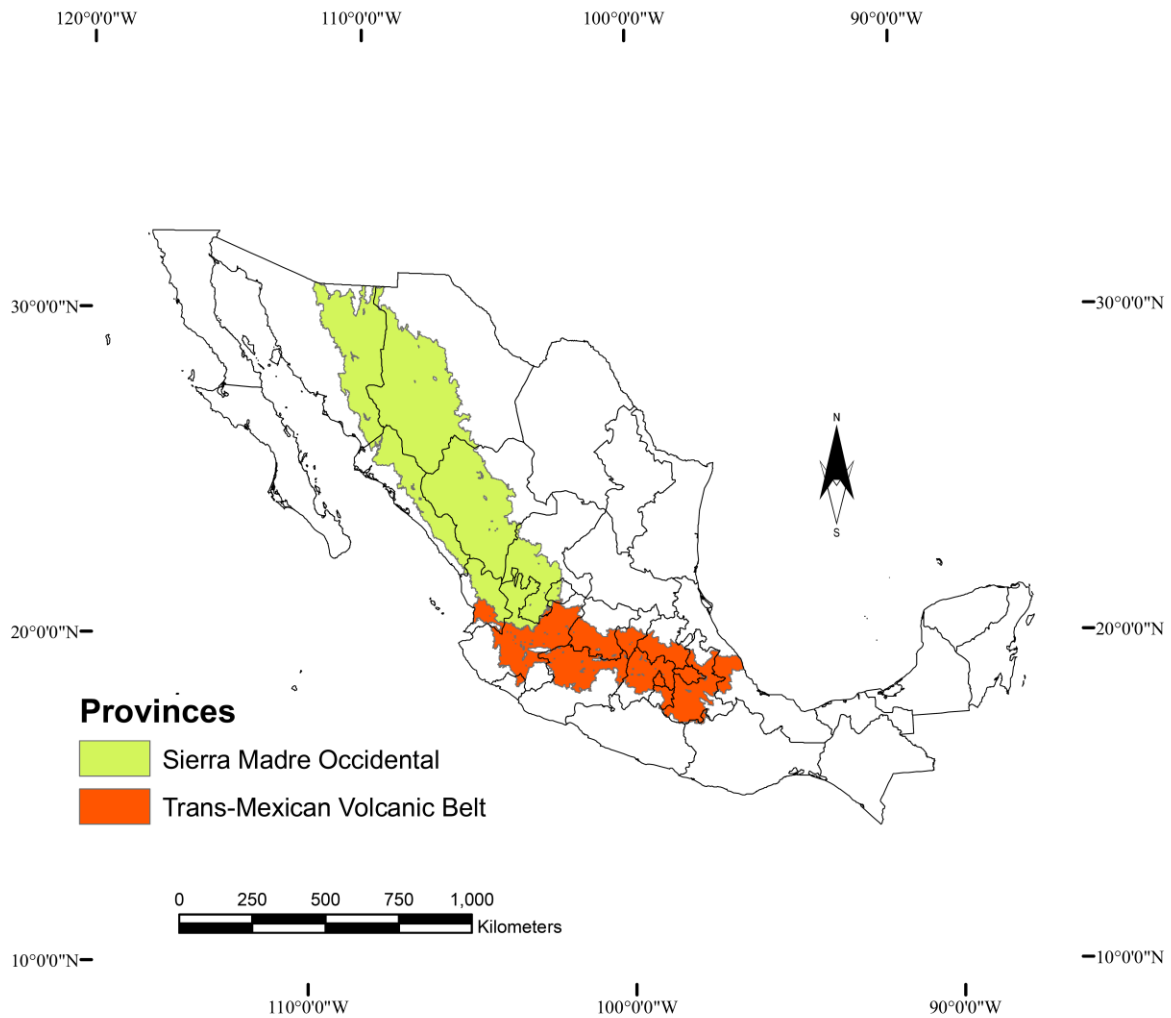 120°0'0"W 110°0'0"W 100°0'0"W 90°0'0"W
30°0'0"N 30°0'0"N
N
S
20°0'0"N 20°0'0"N
Provinces
Sierra Madre Occidental
Trans-Mexican Volcanic Belt
0 250 500 750 1,000
Kilometers
10°0'0"N 10°0'0"N
110°0'0"W 100°0'0"W 90°0'0"W